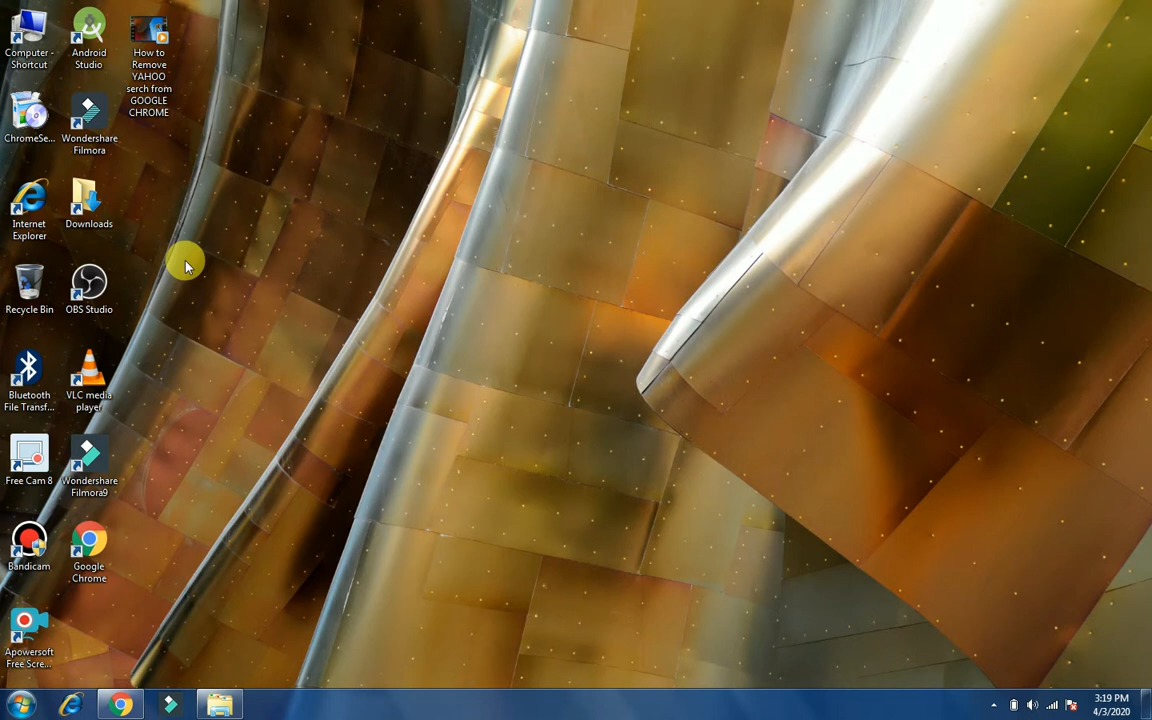 Computer -
Shortcut
Android
Studio
How to
Remove
YAHOO
serch from
GOOGLE
CHROME
ChromeSe...
Wondershare
Filmora
Internet
Explorer
Downloads
Recycle Bin
OBS Studio
Bluetooth
File Transf...
VLC media
player
Free Cam 8
Wondershare
Filmora9
Bandicam
Google
Chrome
Apowersoft
Free Scre...
3:19 PM
4/3/2020